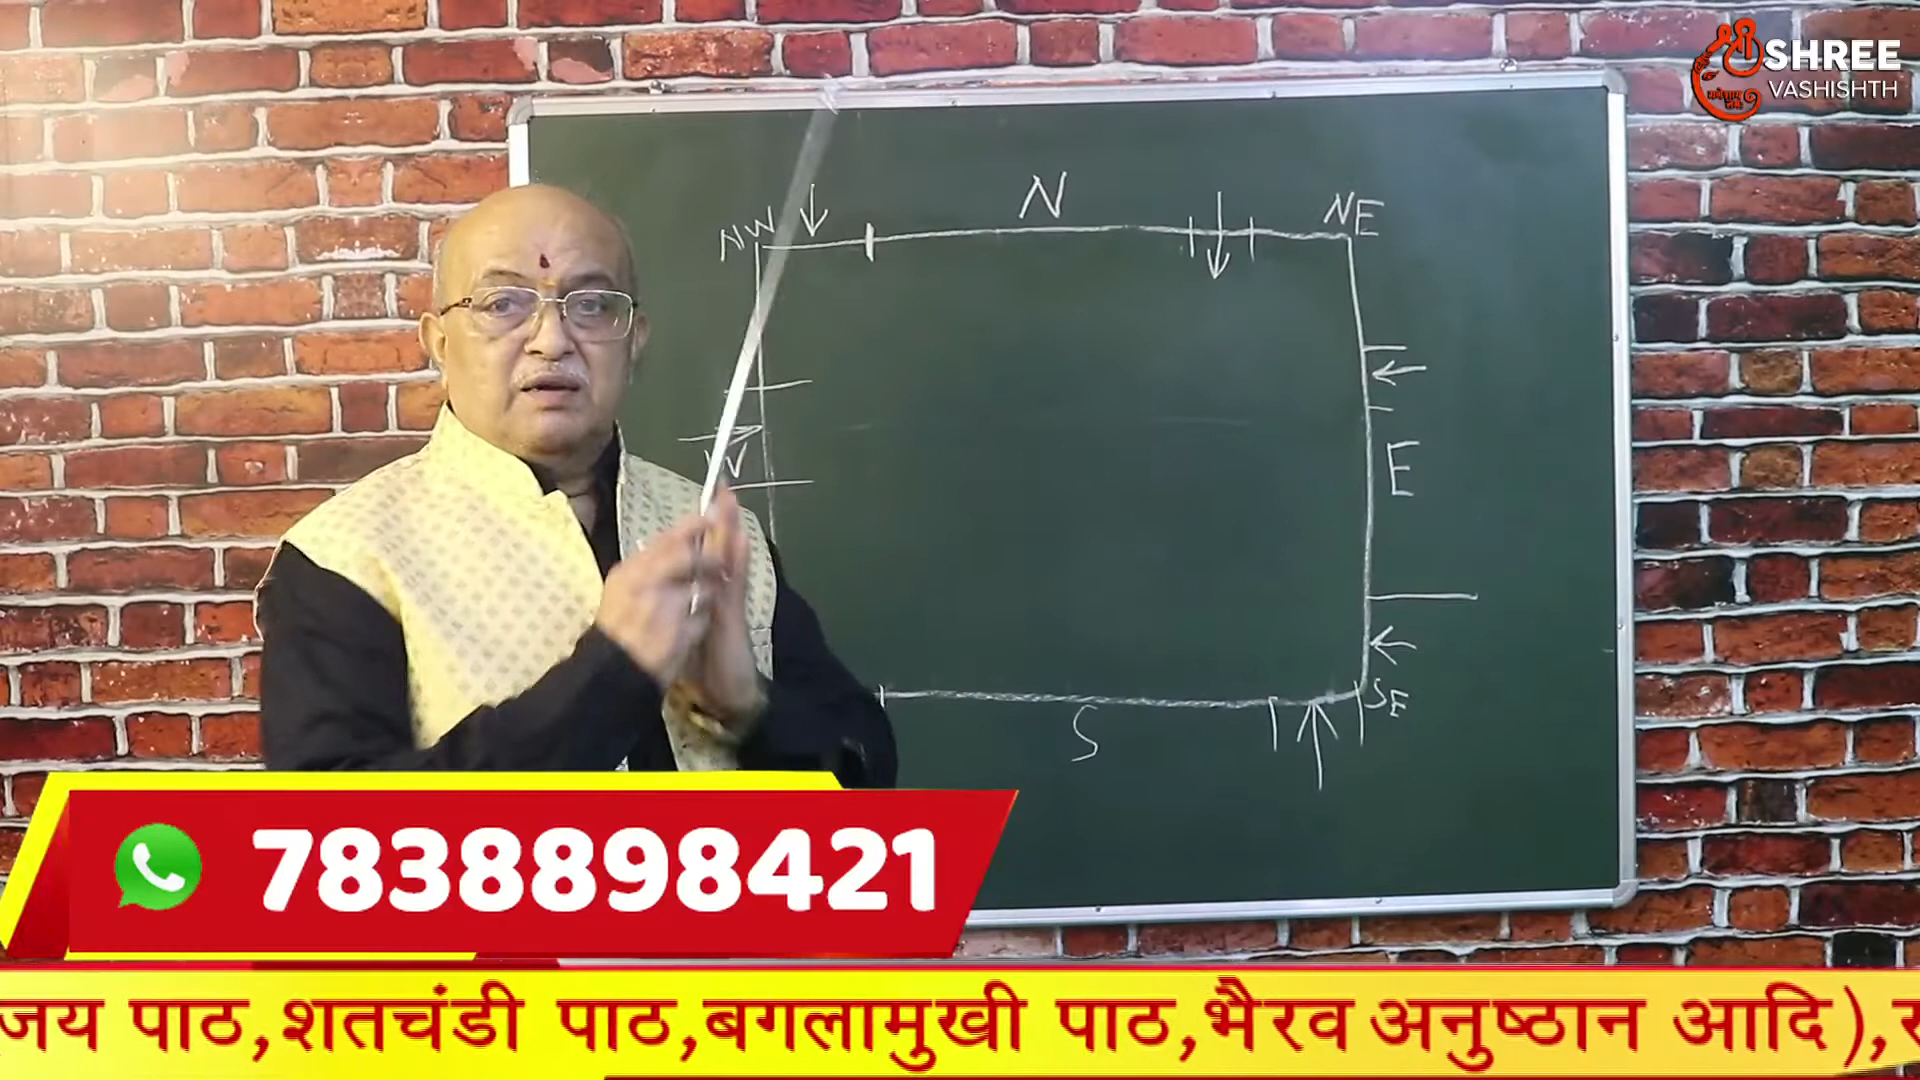 SHREE
VASHISHTH
N
NW
NE
W
E
SE
S
7838898421
जय पाठ,शतचंडी पाठ,बगलामुखी पाठ,भैरव अनुष्ठान आदि),